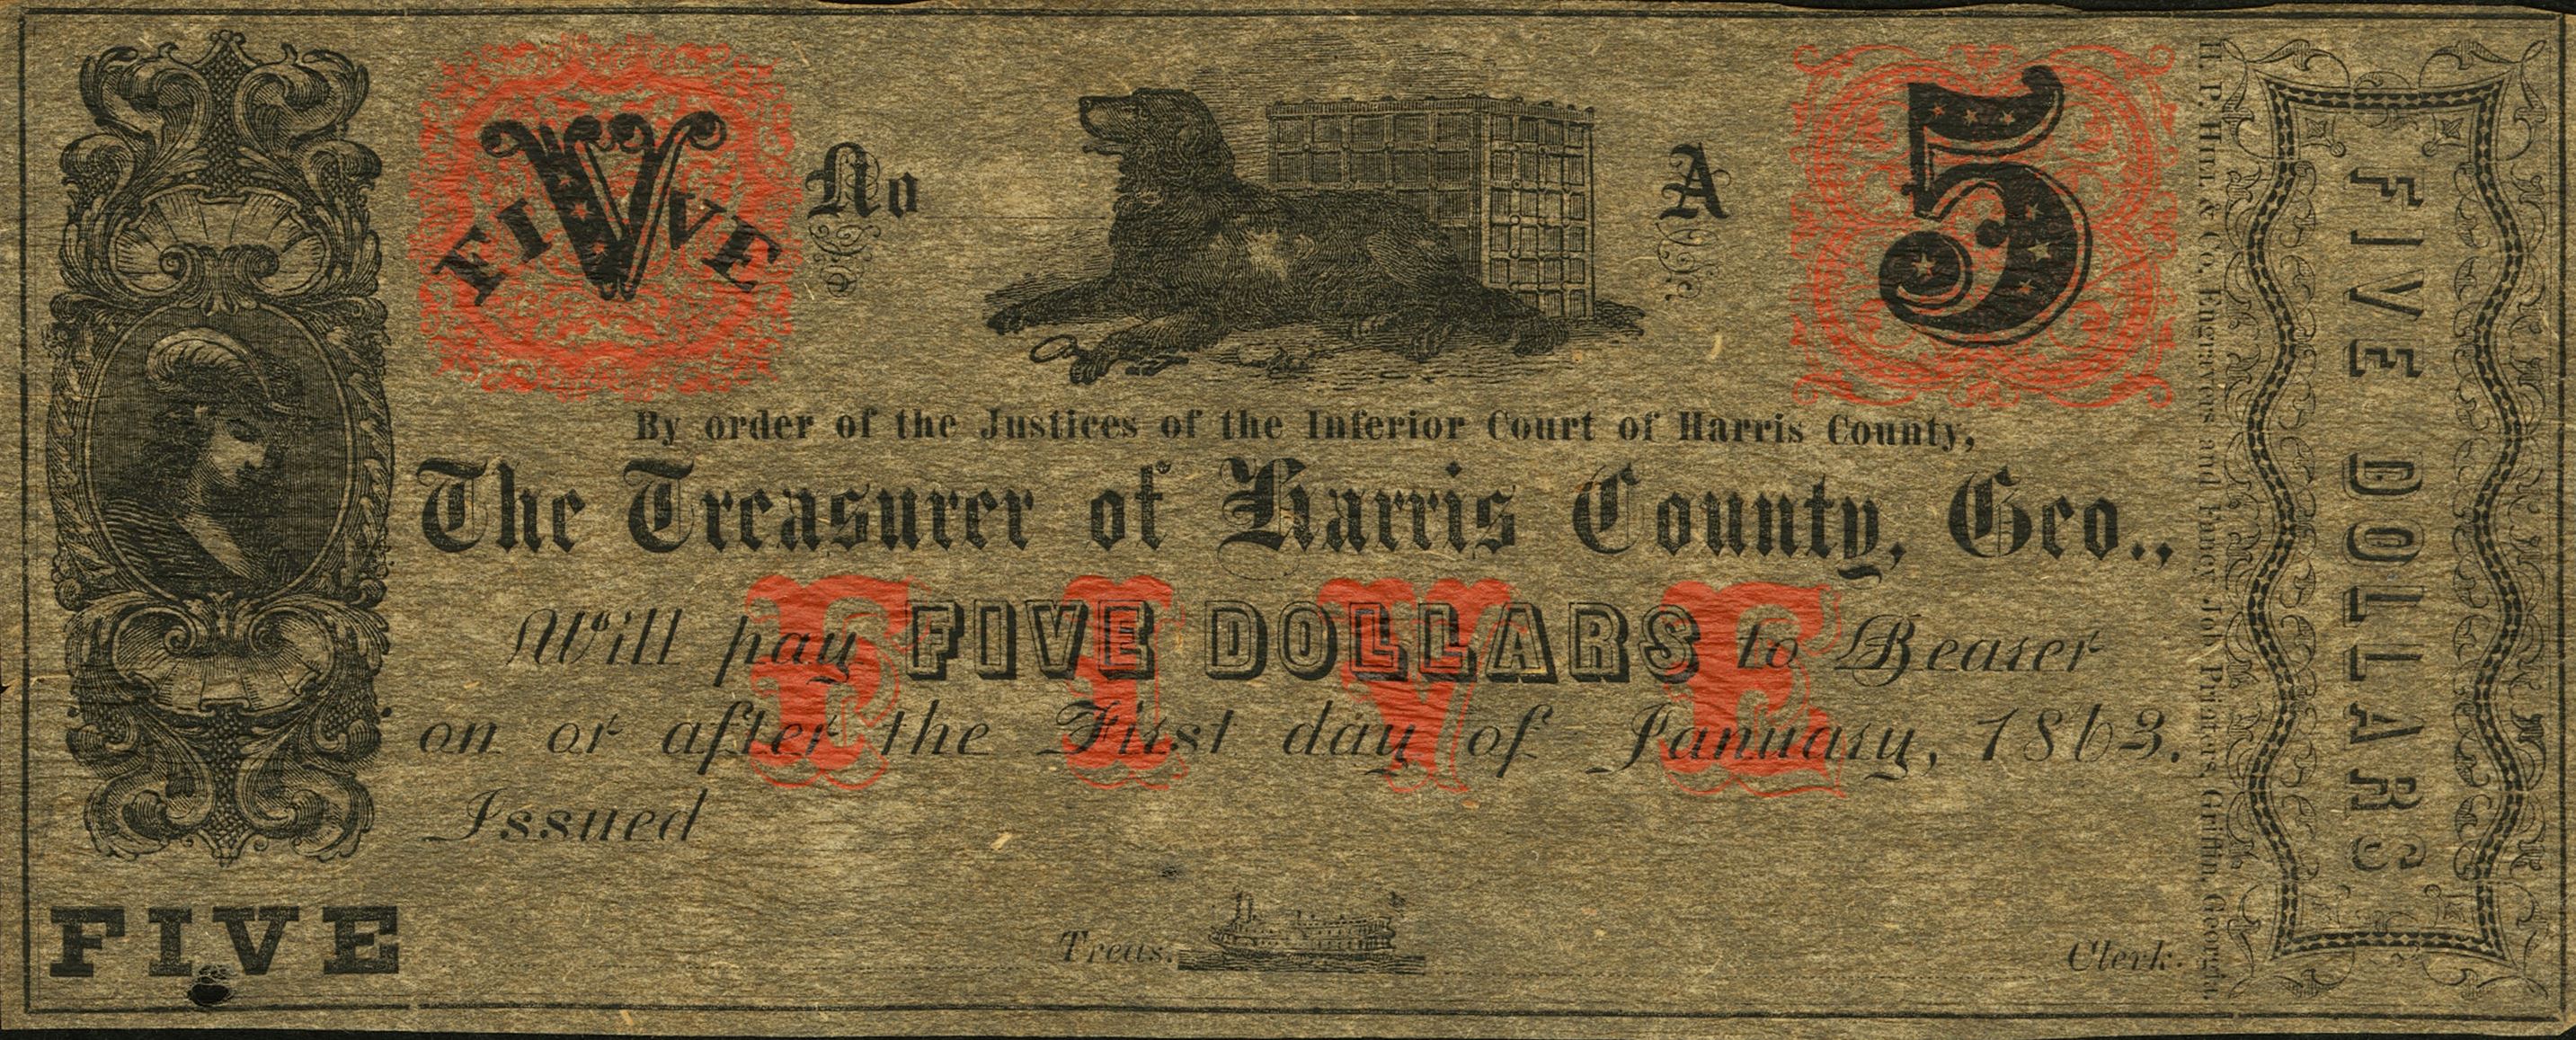 FIVE
V
No
A
5
By order of the Justices of the Inferior Court of Harris County,
The Treasurer of Harris County, Geo.,
FIVE
Will pay FIVE DOLLARS to Bearer
on or after the First day of January, 1863.
Issued
FIVE
Treas.
Clerk.
H. P. Hill & Co. Engravers and Fancy Job Printers, Griffin, Georgia.
FIVE DOLLARS